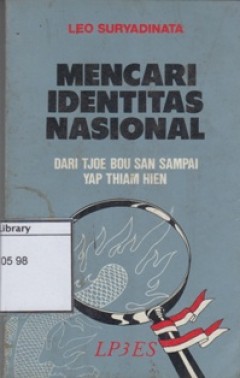 LEO SURYADINATA
MENCARI
IDENTITAS
NASIONAL
DARI TJOE BOU SAN SAMPAI
YAP THIAM HIEN
Library
05 98
LP3ES